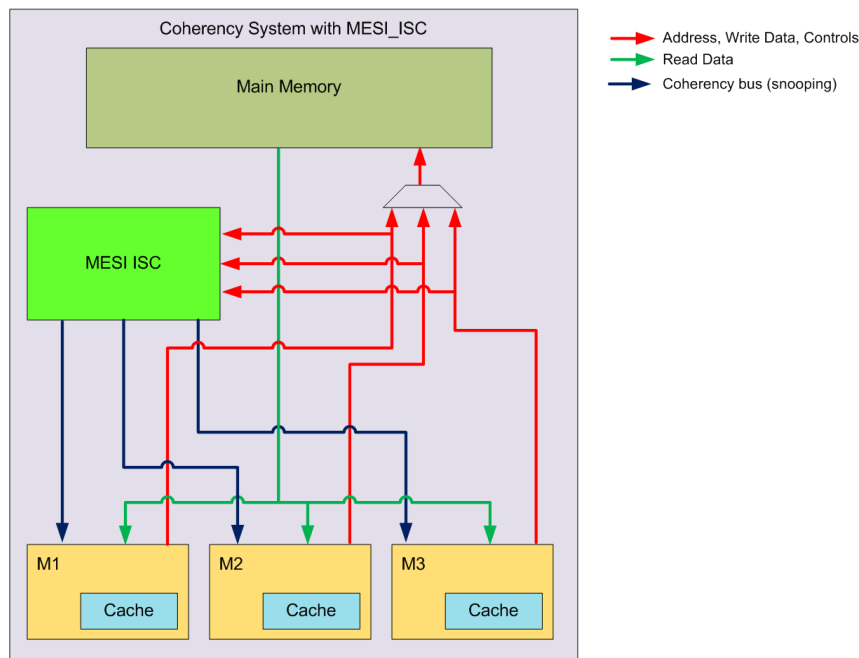 Coherency System with MESI_ISC
Main Memory
MESI ISC
M1
Cache
M2
Cache
M3
Cache
Address, Write Data, Controls
Read Data
Coherency bus (snooping)